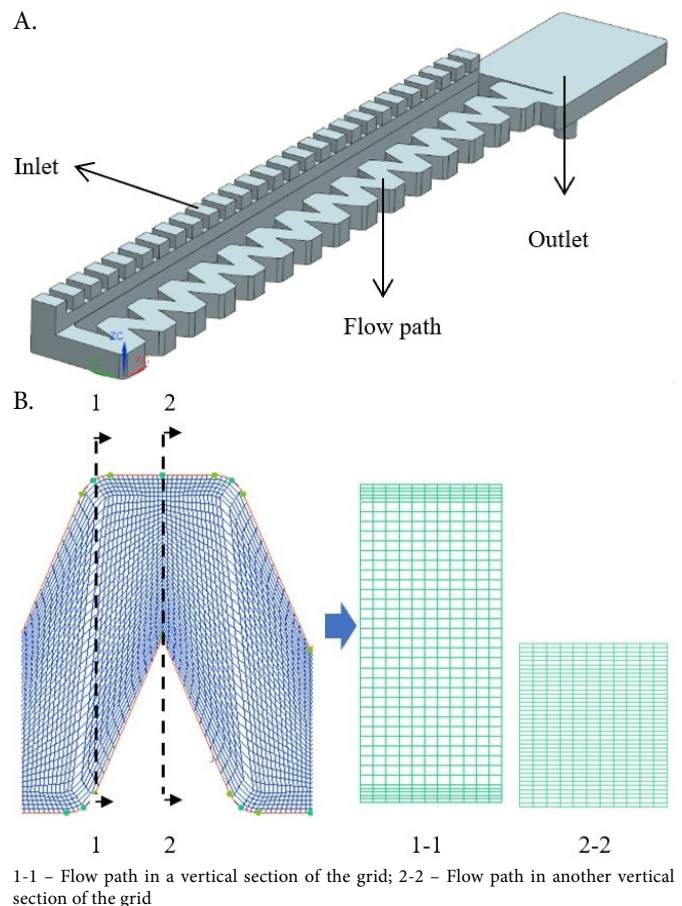 A.
Inlet
Outlet
Flow path
ZC
B.
1 2
1 2 1-1 2-2
1-1 – Flow path in a vertical section of the grid; 2-2 – Flow path in another vertical
section of the grid